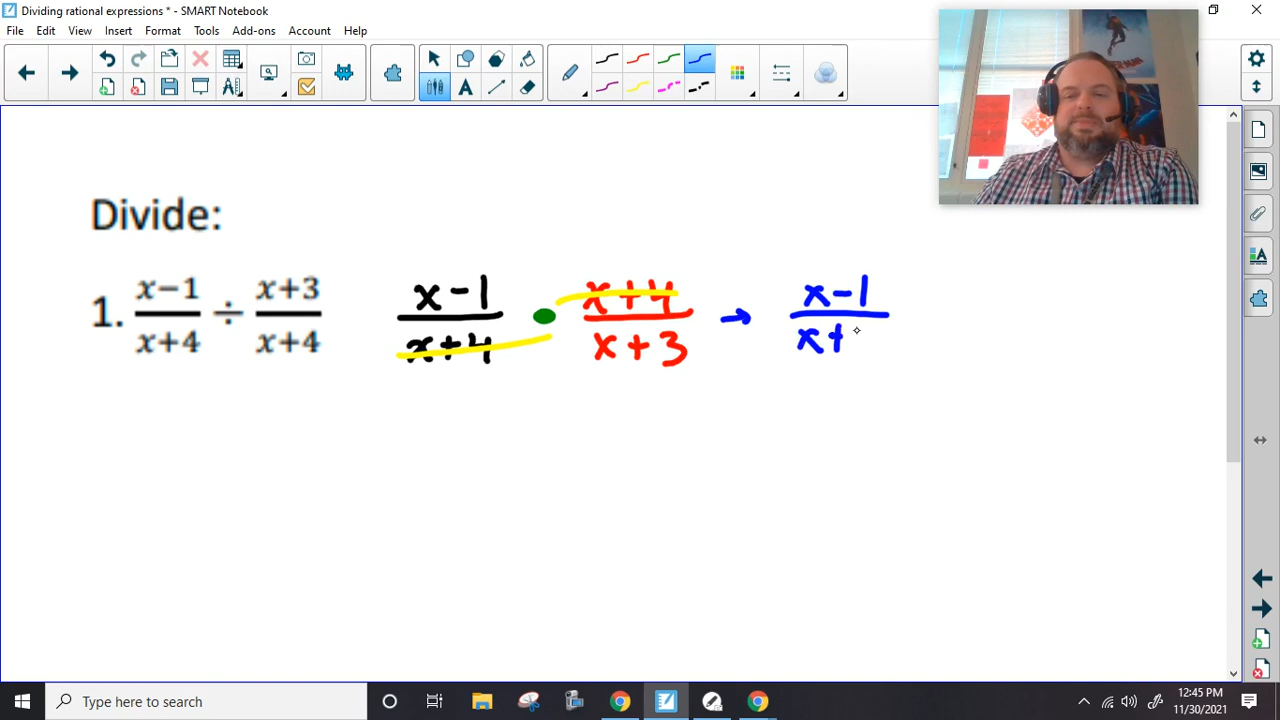 Dividing rational expressions * - SMART Notebook
File Edit View Insert Format Tools Add-ons Account Help
Divide:
1. x−1/x+4 ÷ x+3/x+4 x-1/x+4 • x+4/x+3 → x-1/x+
Type here to search
12:45 PM
11/30/2021